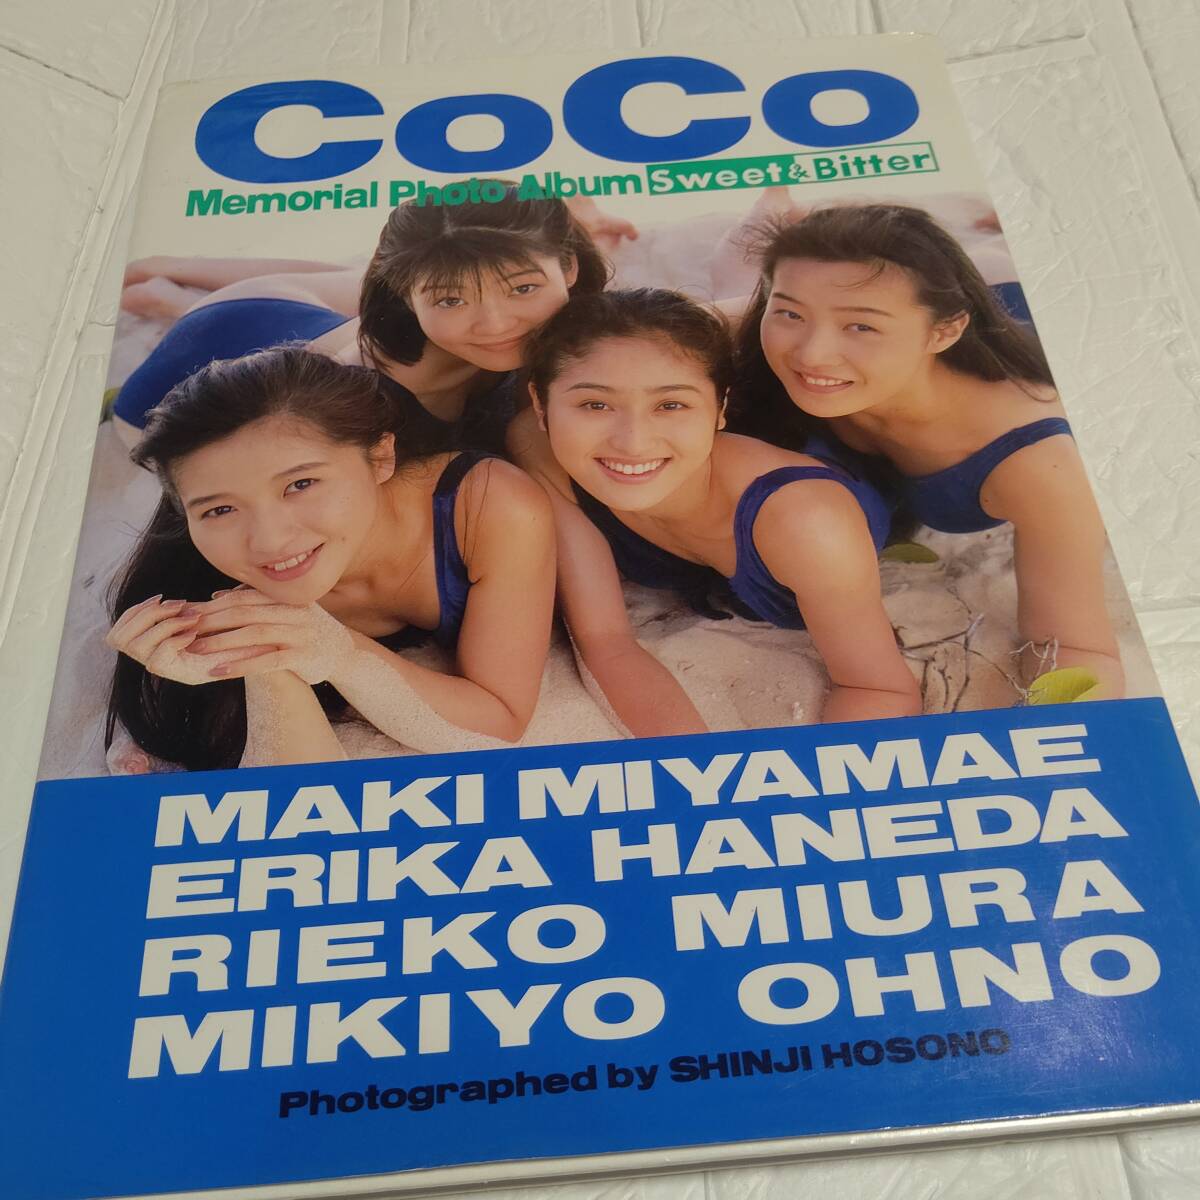 CoCo
Memorial Photo Album Sweet & Bitter
MAKI MIYAMAE
ERIKA HANEDA
RIEKO MIURA
MIKIYO OHNO
Photographed by SHINJI HOSONO